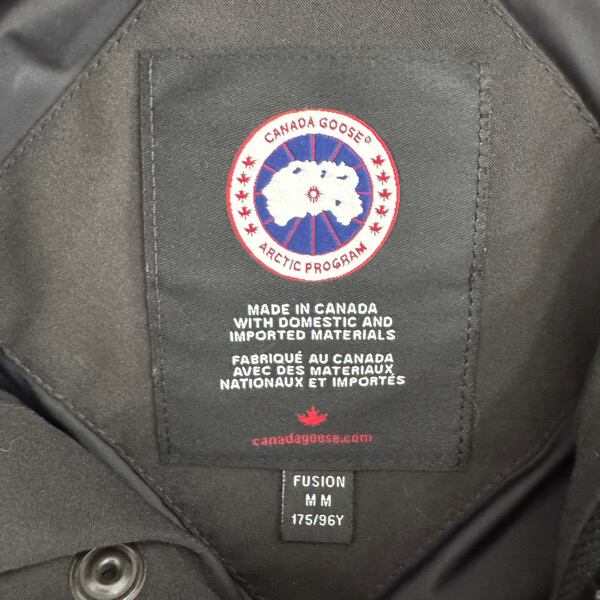 CANADA GOOSE®
ARCTIC PROGRAM
MADE IN CANADA
WITH DOMESTIC AND
IMPORTED MATERIALS
FABRIQUÉ AU CANADA
AVEC DES MATERIAUX
NATIONAUX ET IMPORTÉS
canadagoose.com
FUSION
M M
175/96Y